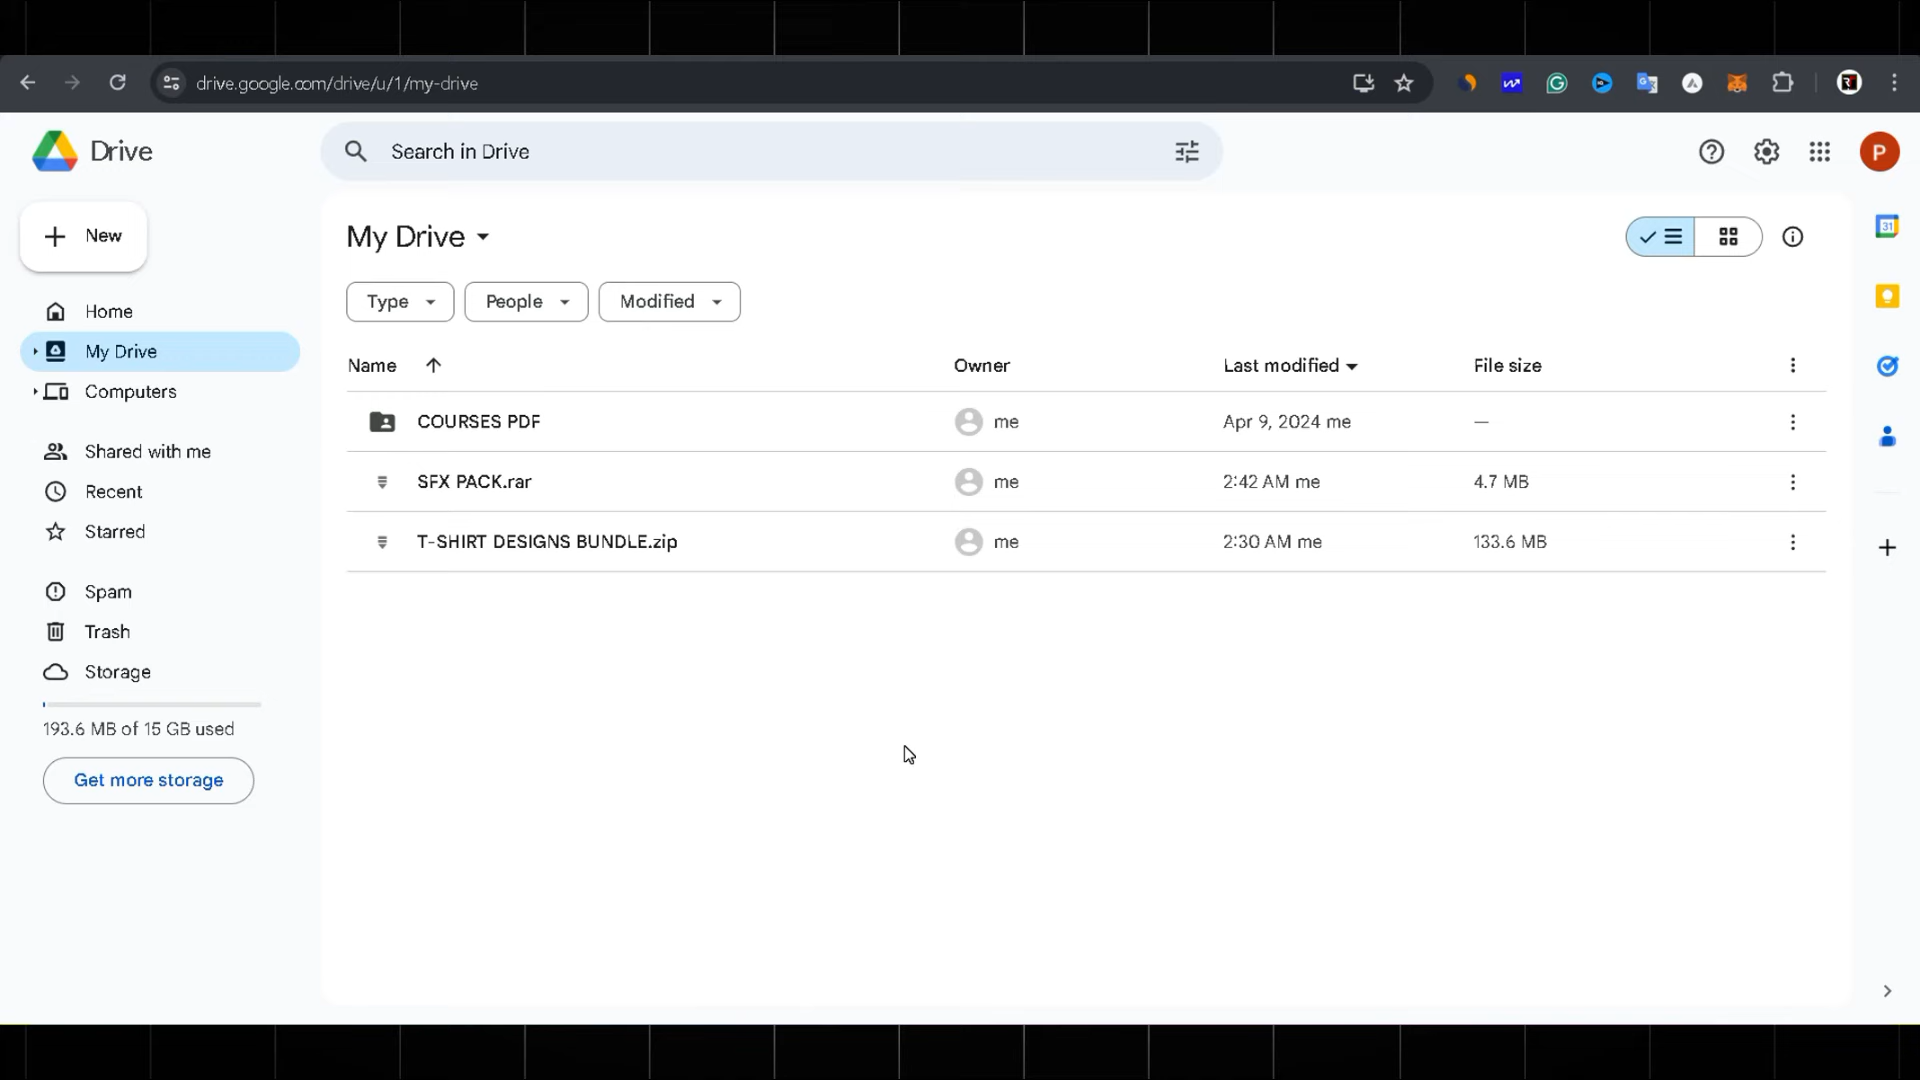 drive.google.com/drive/u/1/my-drive
Drive
Search in Drive
P
New
My Drive
31
Type
People
Modified
Home
My Drive
Computers
Shared with me
Recent
Starred
Spam
Trash
Storage
193.6 MB of 15 GB used
Get more storage
Name Owner Last modified File size
COURSES PDF me Apr 9, 2024 me —
SFX PACK.rar me 2:42 AM me 4.7 MB
T-SHIRT DESIGNS BUNDLE.zip me 2:30 AM me 133.6 MB